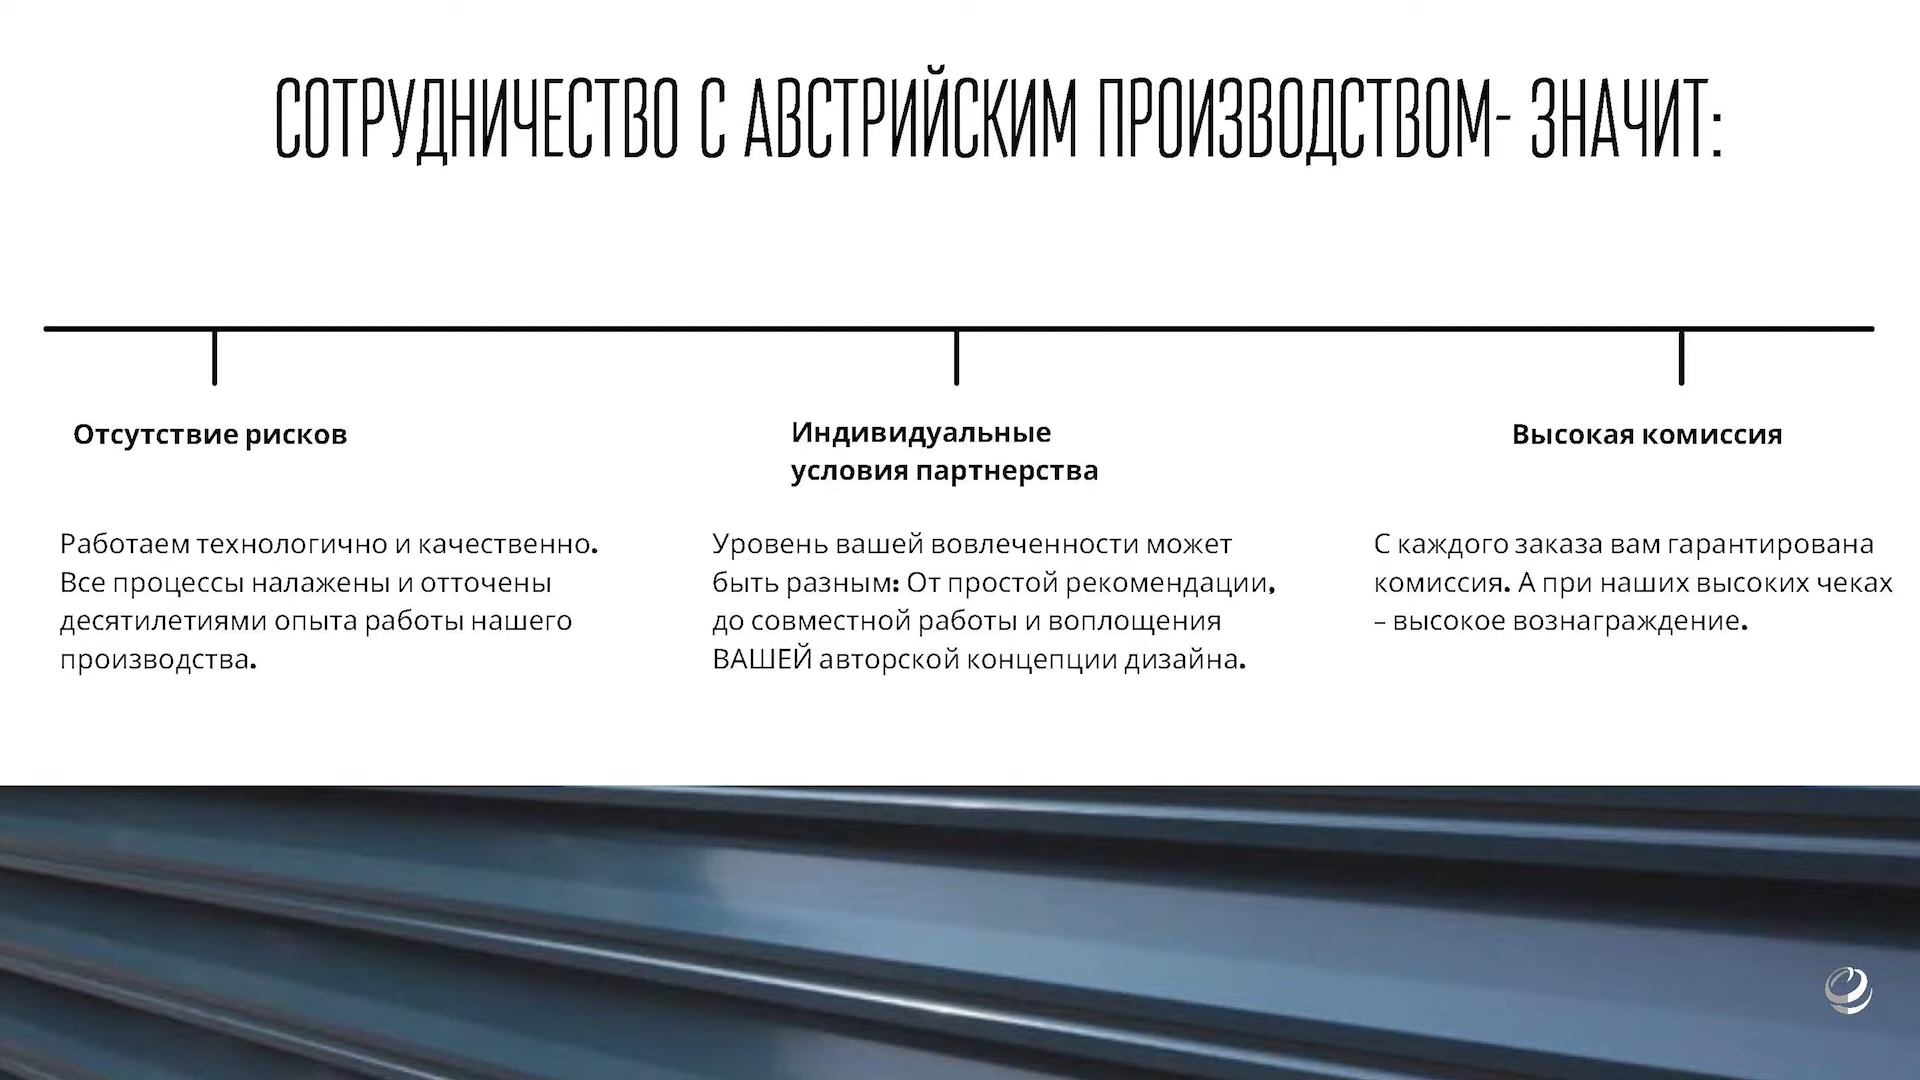 СОТРУДНИЧЕСТВО С АВСТРИЙСКИМ ПРОИЗВОДСТВОМ- ЗНАЧИТ:
Отсутствие рисков
Работаем технологично и качественно.
Все процессы налажены и отточены
десятилетиями опыта работы нашего
производства.
Индивидуальные
условия партнерства
Уровень вашей вовлеченности может
быть разным: От простой рекомендации,
до совместной работы и воплощения
ВАШЕЙ авторской концепции дизайна.
Высокая комиссия
С каждого заказа вам гарантирована
комиссия. А при наших высоких чеках
– высокое вознаграждение.